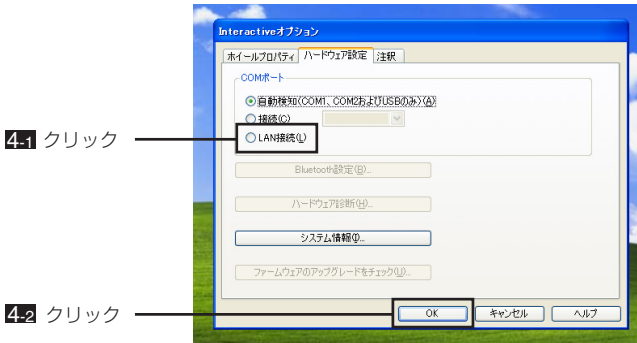 Interactiveオプション
ホイールプロパティ ハードウェア設定 注釈
COMポート
自動検知(COM1、COM2およびUSBのみ)(A)
接続(C)
4-1 クリック
LAN接続(L)
Bluetooth設定(B)...
ハードウェア診断(H)...
システム情報(I)...
ファームウェアのアップグレードをチェック(U)...
4-2 クリック
OK キャンセル ヘルプ